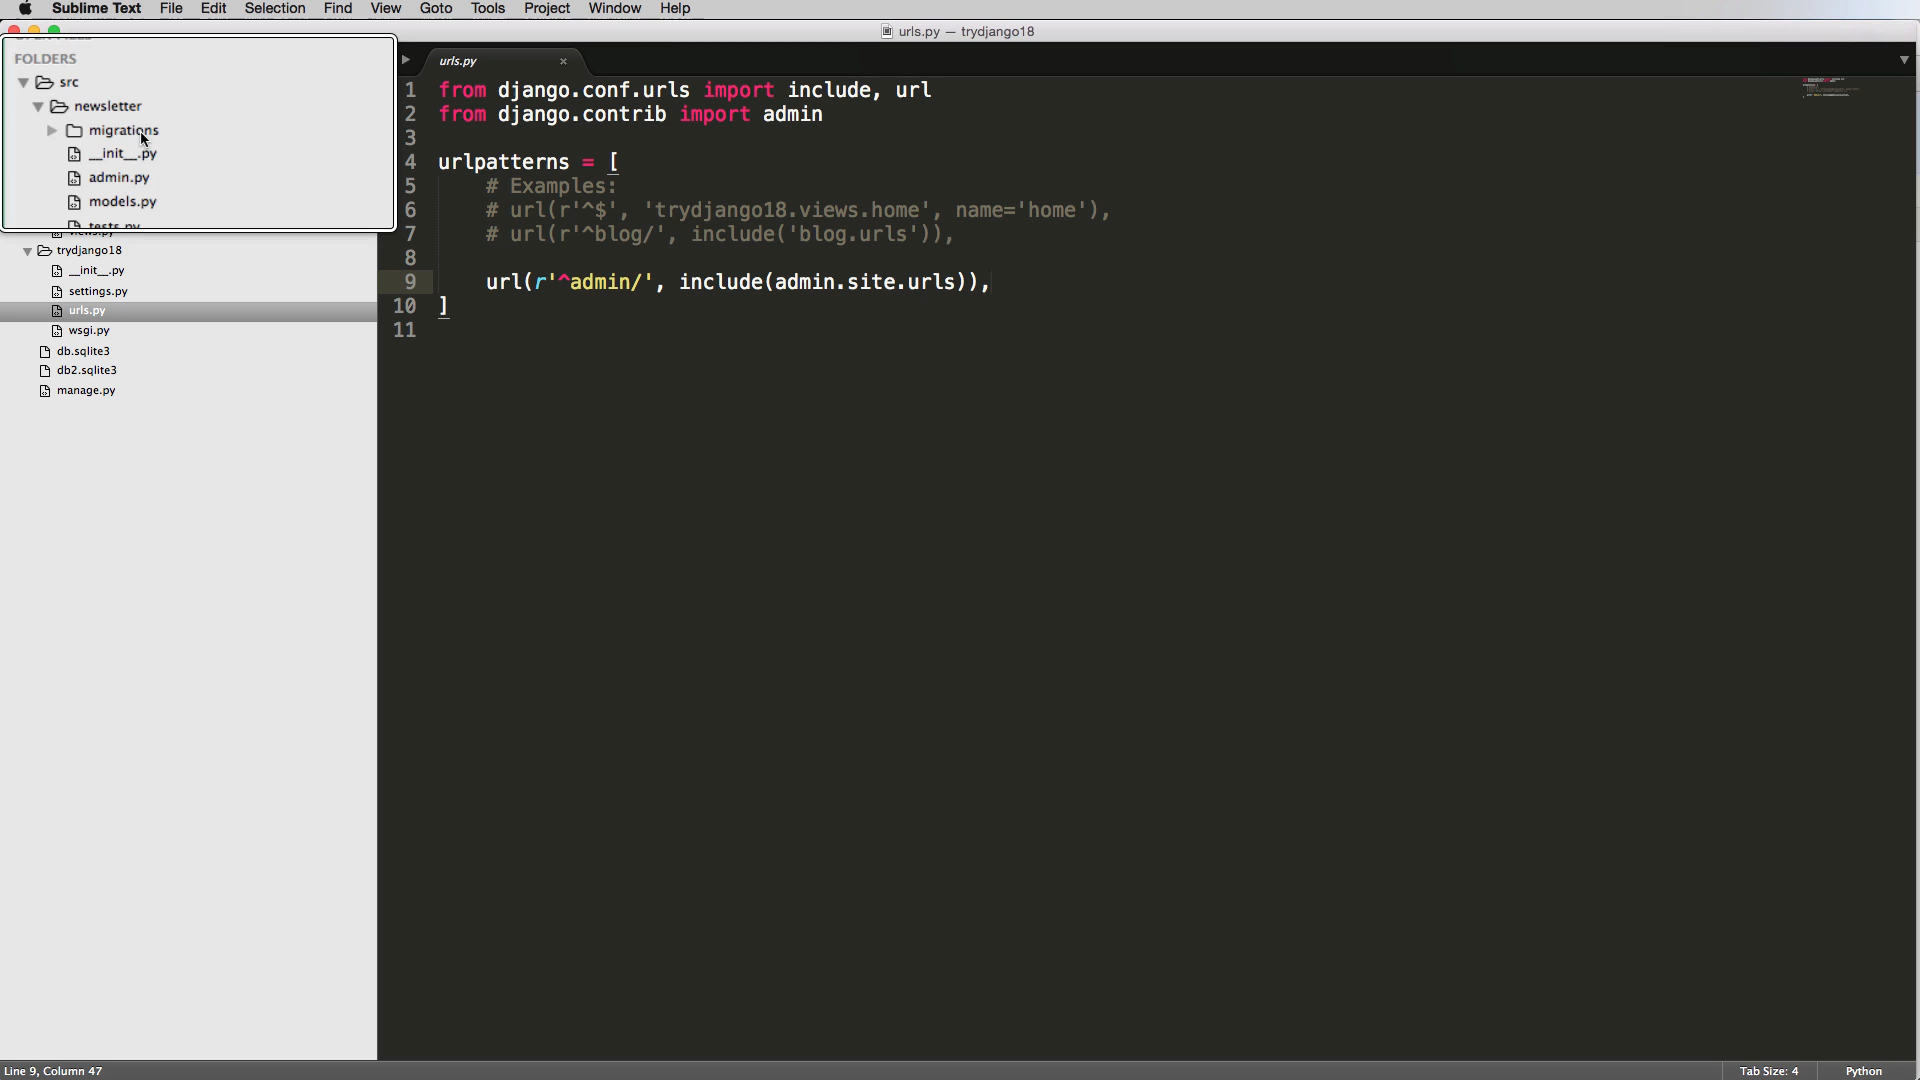 Sublime Text File Edit Selection Find View Goto Tools Project Window Help
urls.py — trydjango18
FOLDERS
src
newsletter
migrations
__init__.py
admin.py
models.py
tests.py
views.py
trydjango18
__init__.py
settings.py
urls.py
wsgi.py
db.sqlite3
db2.sqlite3
manage.py
urls.py ×
1 from django.conf.urls import include, url
2 from django.contrib import admin
3
4 urlpatterns = [
5 # Examples:
6 # url(r'^$', 'trydjango18.views.home', name='home'),
7 # url(r'^blog/', include('blog.urls')),
8
9 url(r'^admin/', include(admin.site.urls)),
10 ]
11
Line 9, Column 47
Tab Size: 4 Python